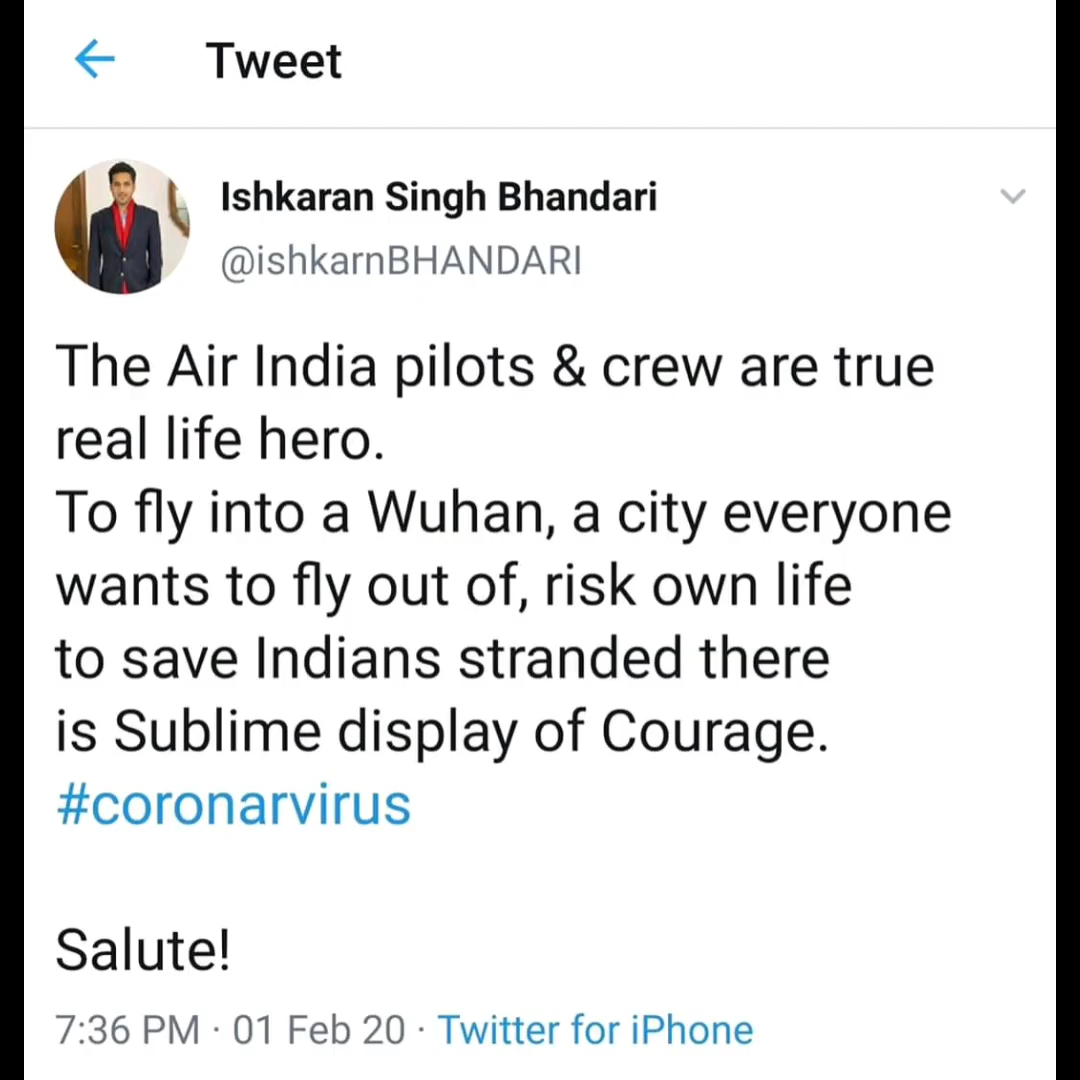 Tweet
Ishkaran Singh Bhandari
@ishkarnBHANDARI
The Air India pilots & crew are true
real life hero.
To fly into a Wuhan, a city everyone
wants to fly out of, risk own life
to save Indians stranded there
is Sublime display of Courage.
#coronarvirus
Salute!
7:36 PM · 01 Feb 20 · Twitter for iPhone